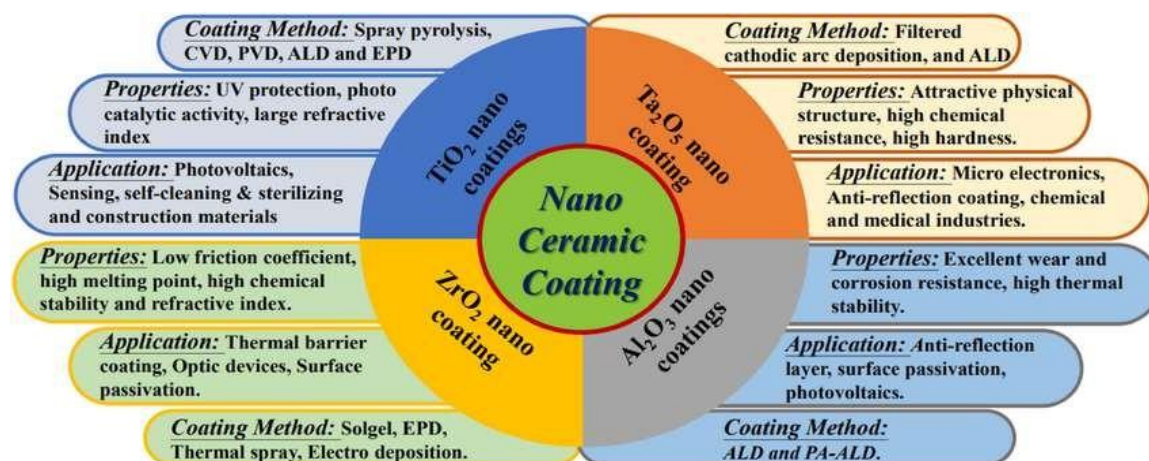 Coating Method: Spray pyrolysis,
CVD, PVD, ALD and EPD
Properties: UV protection, photo
catalytic activity, large refractive
index
Application: Photovoltaics,
Sensing, self-cleaning & sterilizing
and construction materials
Properties: Low friction coefficient,
high melting point, high chemical
stability and refractive index.
Application: Thermal barrier
coating, Optic devices, Surface
passivation.
Coating Method: Solgel, EPD,
Thermal spray, Electro deposition.
TiO₂ nano
coatings
Ta₂O₅ nano
coating
Nano
Ceramic
Coating
ZrO₂ nano
coating
Al₂O₃ nano
coatings
Coating Method: Filtered
cathodic arc deposition, and ALD
Properties: Attractive physical
structure, high chemical
resistance, high hardness.
Application: Micro electronics,
Anti-reflection coating, chemical
and medical industries.
Properties: Excellent wear and
corrosion resistance, high thermal
stability.
Application: Anti-reflection
layer, surface passivation,
photovoltaics.
Coating Method:
ALD and PA-ALD.